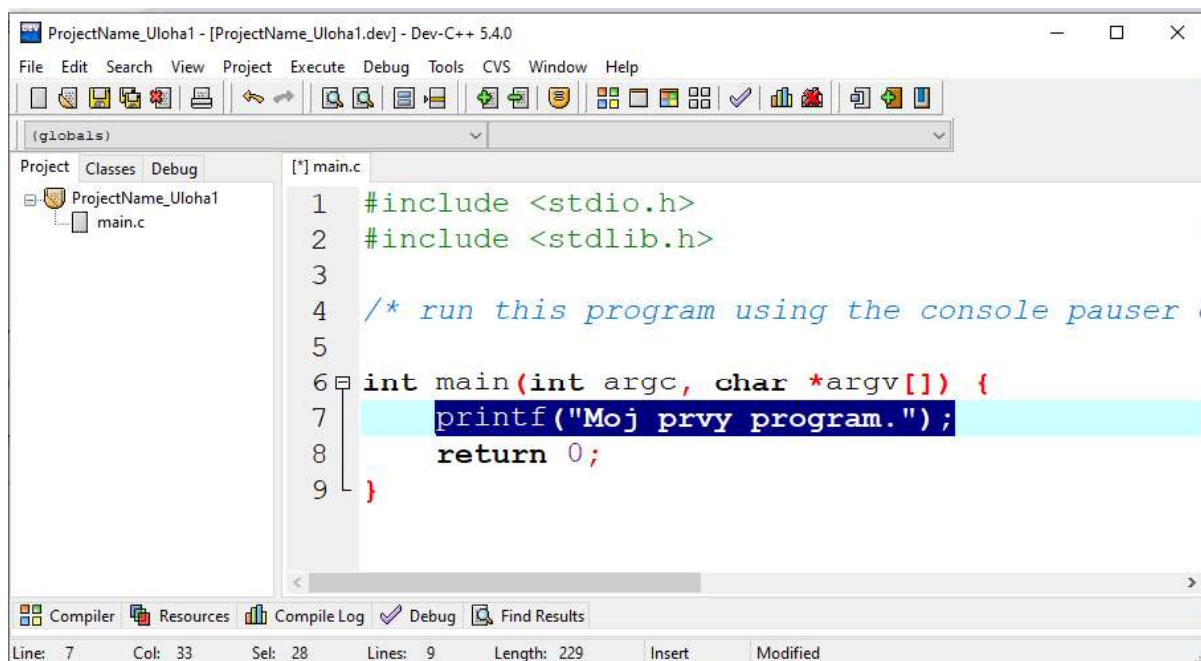 ProjectName_Uloha1 - [ProjectName_Uloha1.dev] - Dev-C++ 5.4.0
File Edit Search View Project Execute Debug Tools CVS Window Help
(globals)
Project Classes Debug
[*] main.c
ProjectName_Uloha1
main.c
1 #include <stdio.h>
2 #include <stdlib.h>
3
4 /* run this program using the console pauser
5
6 int main(int argc, char *argv[]) {
7 printf("Moj prvy program.");
8 return 0;
9 }
Compiler Resources Compile Log Debug Find Results
Line: 7 Col: 33 Sel: 28 Lines: 9 Length: 229 Insert Modified